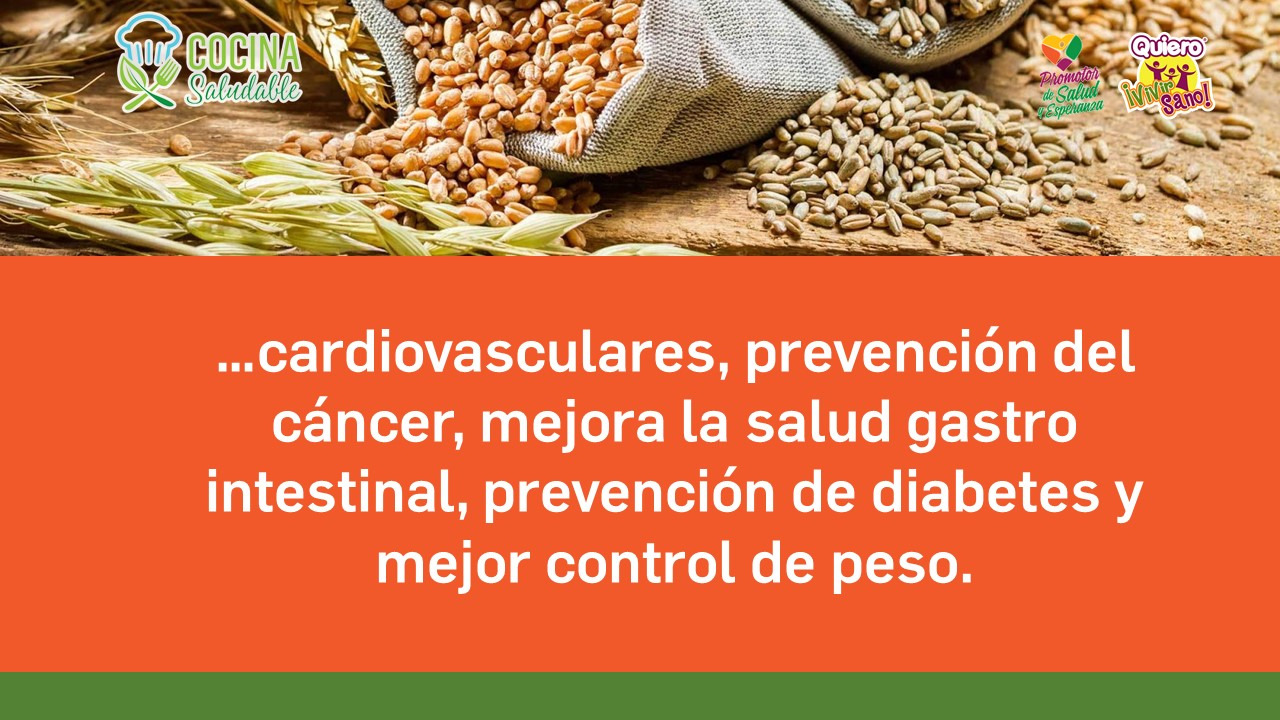 COCINA
Saludable
Promotor
de Salud
y Esperanza
Quiero
¡Vivir
Sano!
...cardiovasculares, prevención del
cáncer, mejora la salud gastro
intestinal, prevención de diabetes y
mejor control de peso.